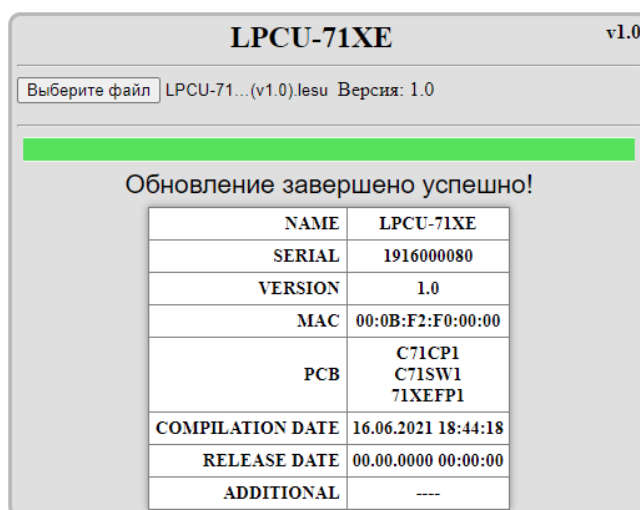 LPCU-71XE v1.0
Выберите файл LPCU-71...(v1.0).lesu Версия: 1.0
Обновление завершено успешно!
NAME LPCU-71XE
SERIAL 1916000080
VERSION 1.0
MAC 00:0B:F2:F0:00:00
PCB C71CP1
C71SW1
71XEFP1
COMPILATION DATE 16.06.2021 18:44:18
RELEASE DATE 00.00.0000 00:00:00
ADDITIONAL ----